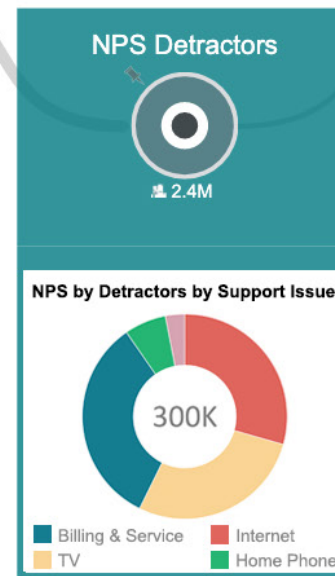 NPS Detractors
2.4M
NPS by Detractors by Support Issue
300K
Billing & Service
Internet
TV
Home Phone